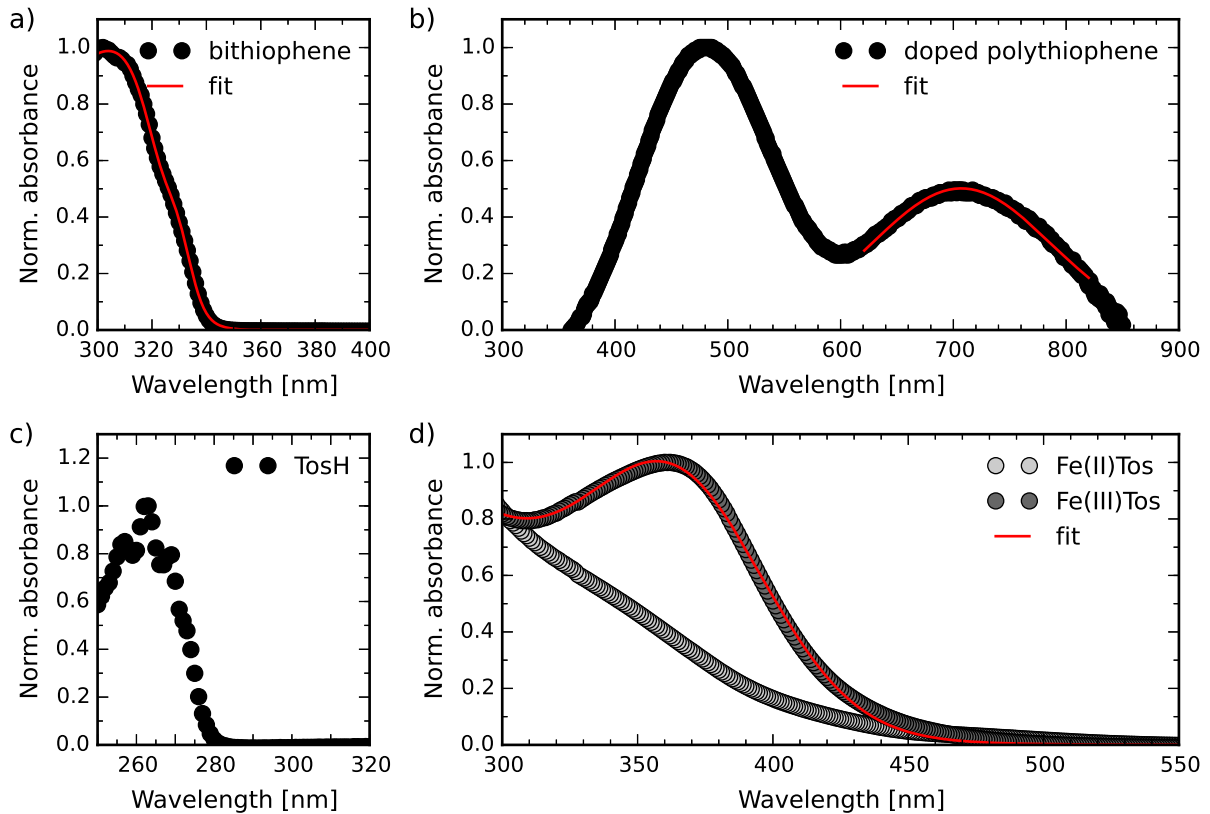 a)
bithiophene
fit
1.0
0.8
0.6
0.4
0.2
0.0
Norm. absorbance
300 320 340 360 380 400
Wavelength [nm]
b)
doped polythiophene
fit
1.0
0.8
0.6
0.4
0.2
0.0
Norm. absorbance
300 400 500 600 700 800 900
Wavelength [nm]
c)
TosH
1.2
1.0
0.8
0.6
0.4
0.2
0.0
Norm. absorbance
260 280 300 320
Wavelength [nm]
d)
Fe(II)Tos
Fe(III)Tos
fit
1.0
0.8
0.6
0.4
0.2
0.0
Norm. absorbance
300 350 400 450 500 550
Wavelength [nm]